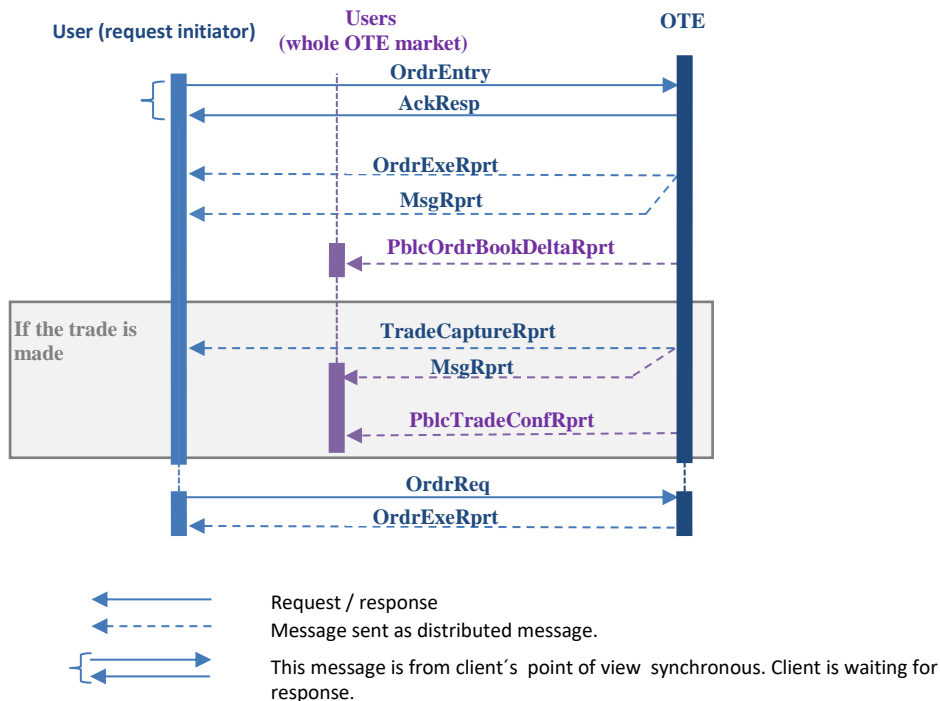 User (request initiator)
Users
(whole OTE market)
OTE
OrdrEntry
AckResp
OrdrExeRprt
MsgRprt
PblcOrdrBookDeltaRprt
If the trade is
made
TradeCaptureRprt
MsgRprt
PblcTradeConfRprt
OrdrReq
OrdrExeRprt
Request / response
Message sent as distributed message.
This message is from client´s point of view synchronous. Client is waiting for
response.